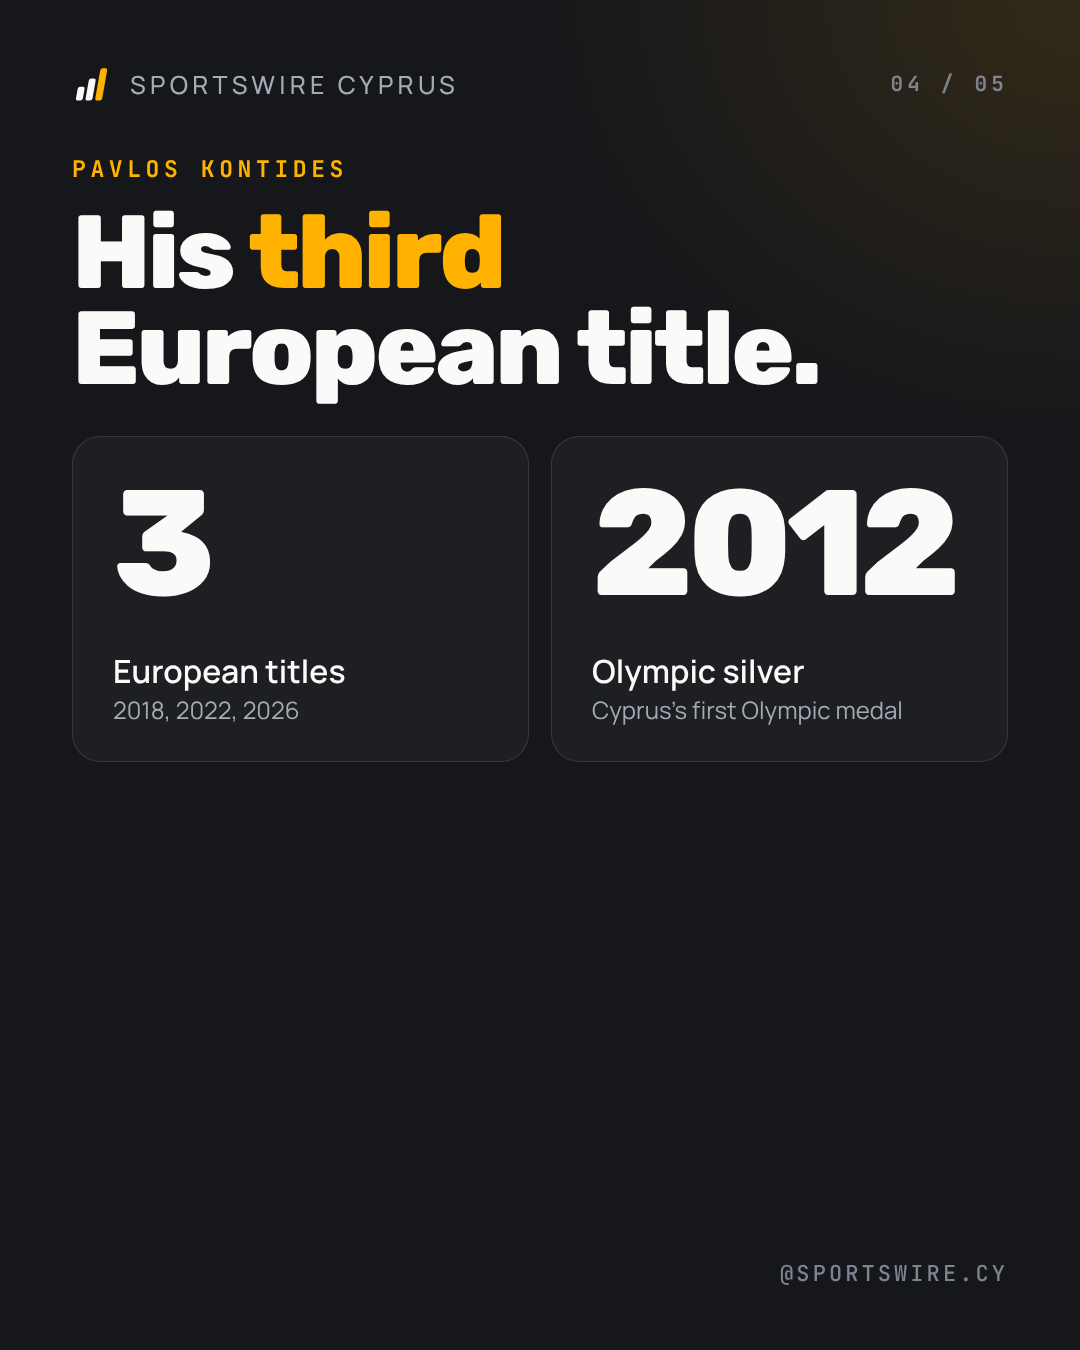 SPORTSWIRE CYPRUS
04 / 05
PAVLOS KONTIDES
His third
European title.
3
European titles
2018, 2022, 2026
2012
Olympic silver
Cyprus’s first Olympic medal
@SPORTSWIRE.CY